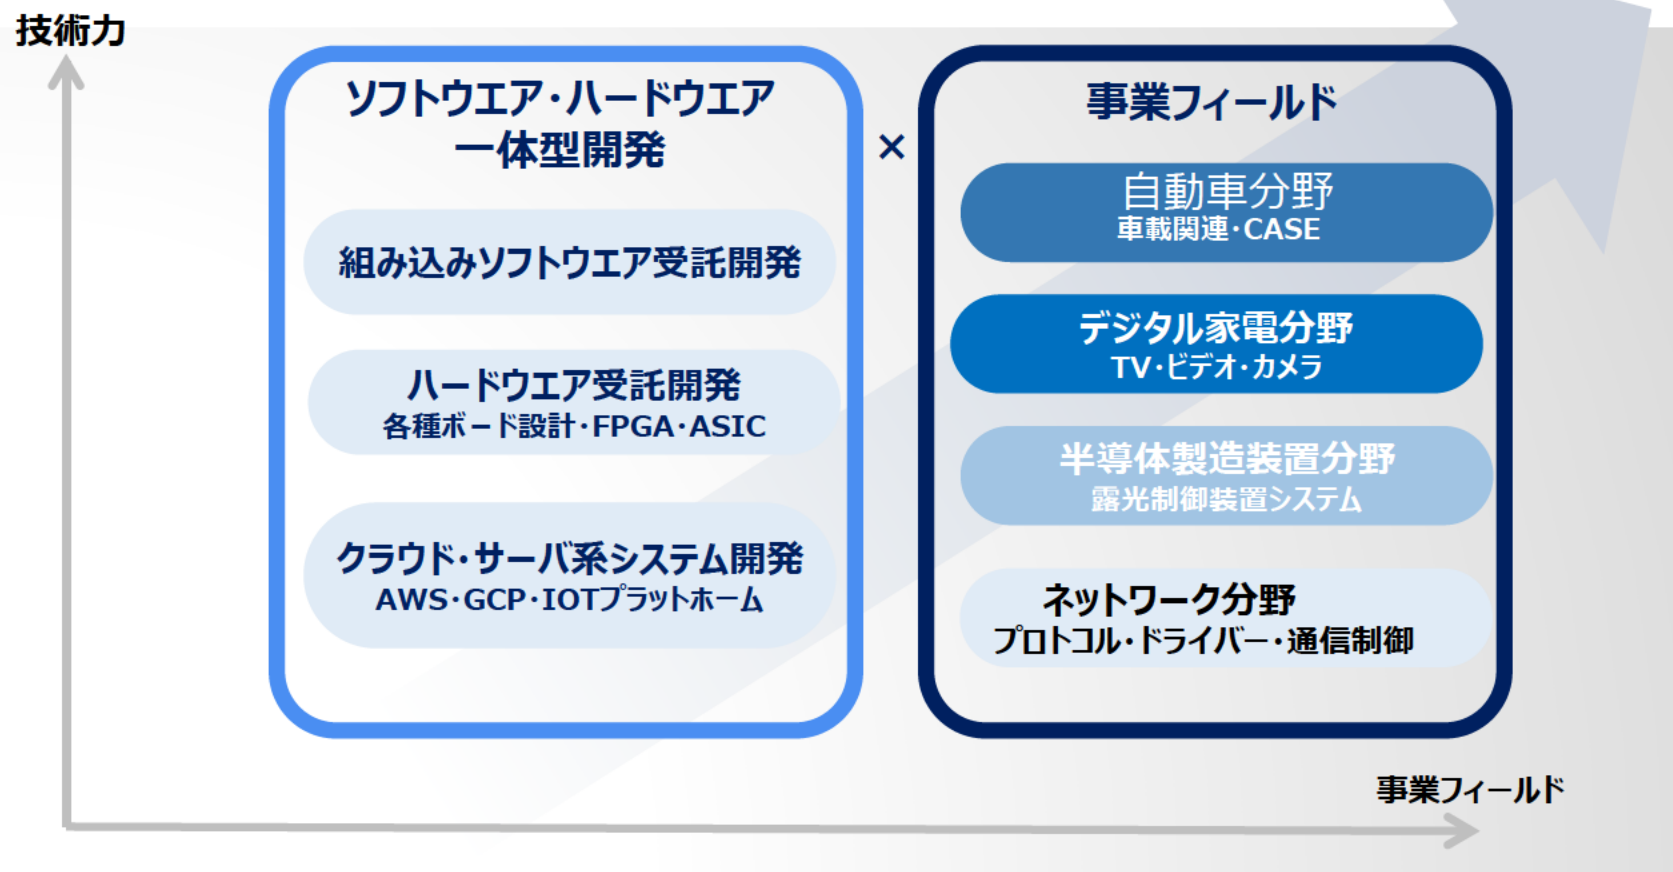 技術力
ソフトウエア・ハードウエア
一体型開発
組み込みソフトウエア受託開発
ハードウエア受託開発
各種ボード設計・FPGA・ASIC
クラウド・サーバ系システム開発
AWS・GCP・IOTプラットホーム
×
事業フィールド
自動車分野
車載関連・CASE
デジタル家電分野
TV・ビデオ・カメラ
半導体製造装置分野
露光制御装置システム
ネットワーク分野
プロトコル・ドライバー・通信制御
事業フィールド